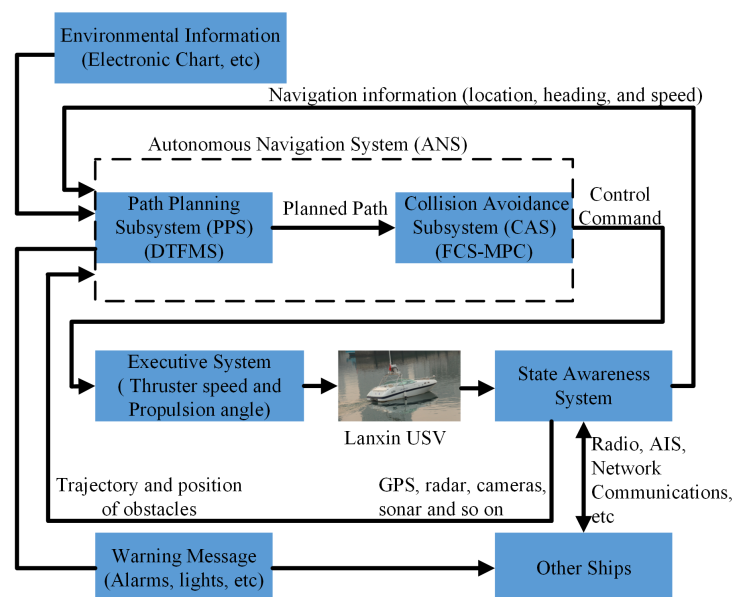 Environmental Information
(Electronic Chart, etc)
Navigation information (location, heading, and speed)
Autonomous Navigation System (ANS)
Path Planning
Subsystem (PPS)
(DTFMS)
Planned Path
Collision Avoidance
Subsystem (CAS)
(FCS-MPC)
Control
Command
Executive System
( Thruster speed and
Propulsion angle)
Lanxin USV
State Awareness
System
Trajectory and position
of obstacles
GPS, radar, cameras,
sonar and so on
Radio, AIS,
Network
Communications,
etc
Warning Message
(Alarms, lights, etc)
Other Ships